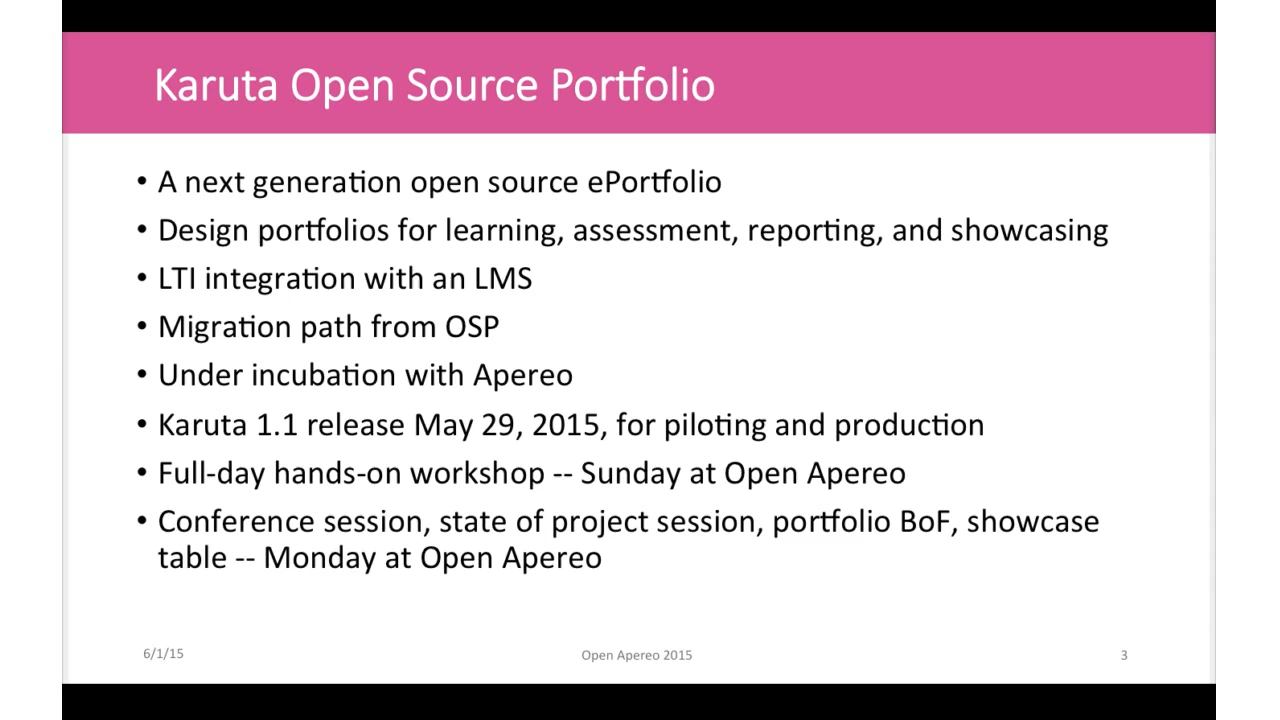 Karuta Open Source Portfolio
• A next generation open source ePortfolio
• Design portfolios for learning, assessment, reporting, and showcasing
• LTI integration with an LMS
• Migration path from OSP
• Under incubation with Apereo
• Karuta 1.1 release May 29, 2015, for piloting and production
• Full-day hands-on workshop -- Sunday at Open Apereo
• Conference session, state of project session, portfolio BoF, showcase
table -- Monday at Open Apereo
6/1/15
Open Apereo 2015
3